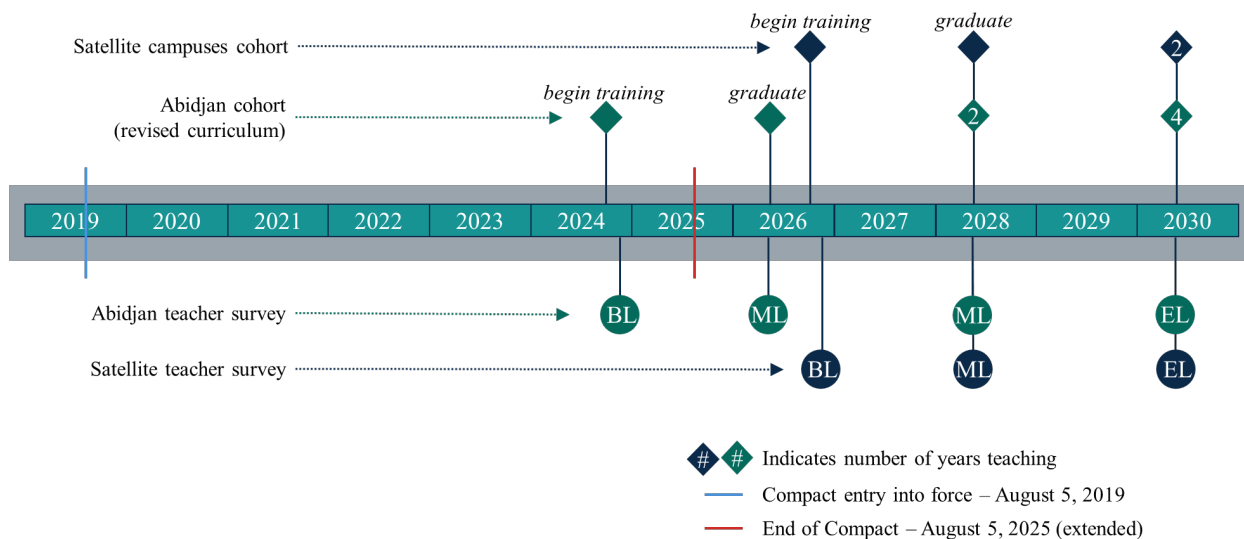 begin training
graduate
Satellite campuses cohort
2
begin training
graduate
Abidjan cohort
(revised curriculum)
2
4
2019 2020 2021 2022 2023 2024 2025 2026 2027 2028 2029 2030
Abidjan teacher survey
BL
ML
ML
EL
Satellite teacher survey
BL
ML
EL
# # Indicates number of years teaching
Compact entry into force – August 5, 2019
End of Compact – August 5, 2025 (extended)